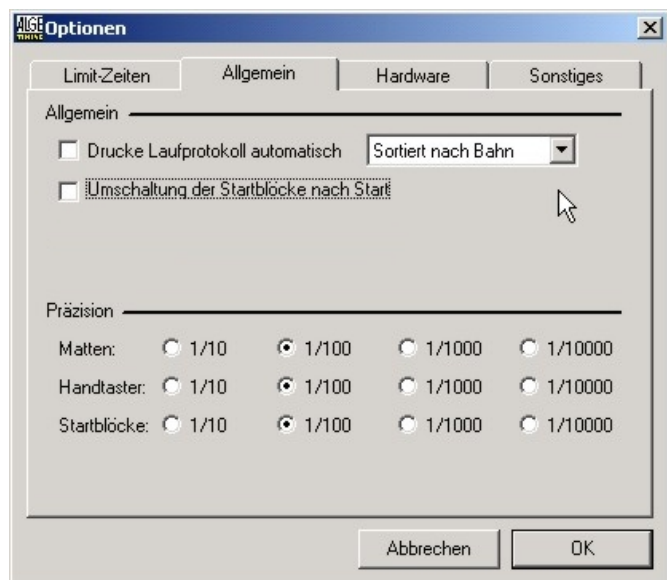 ALGE
TIMING
Optionen
Limit-Zeiten Allgemein Hardware Sonstiges
Allgemein
Drucke Laufprotokoll automatisch Sortiert nach Bahn
Umschaltung der Startblöcke nach Start
Präzision
Matten: 1/10 1/100 1/1000 1/10000
Handtaster: 1/10 1/100 1/1000 1/10000
Startblöcke: 1/10 1/100 1/1000 1/10000
Abbrechen OK